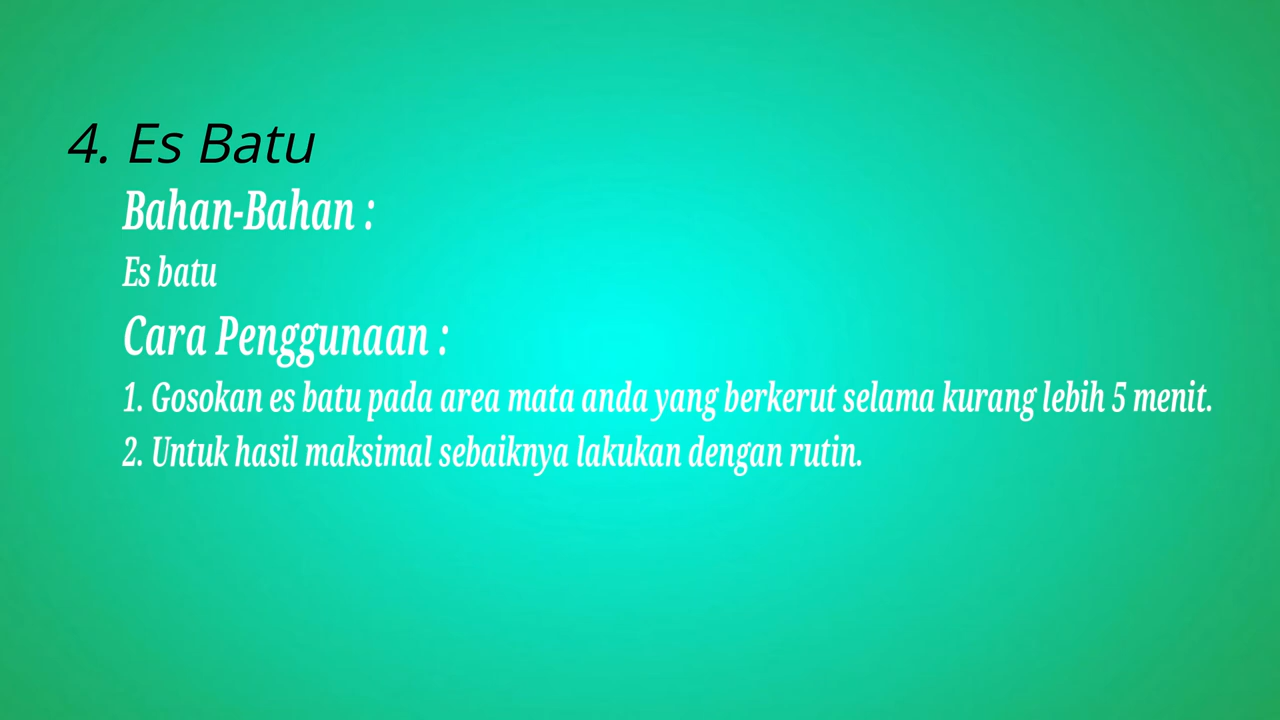 4. Es Batu
Bahan-Bahan :
Es batu
Cara Penggunaan :
1. Gosokan es batu pada area mata anda yang berkerut selama kurang lebih 5 menit.
2. Untuk hasil maksimal sebaiknya lakukan dengan rutin.